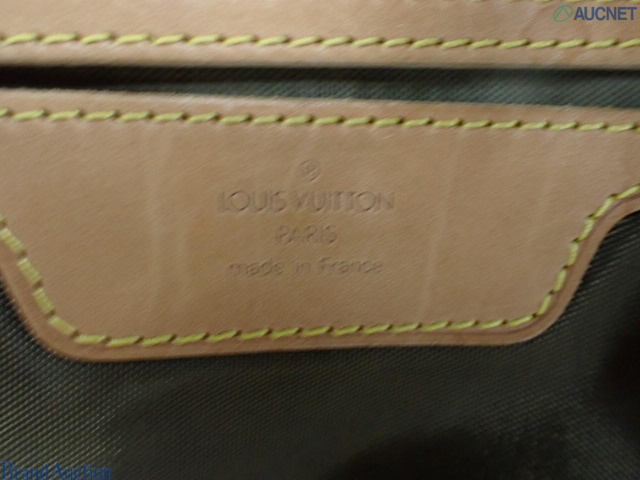 AUCNET
®
LOUIS VUITTON
PARIS
made in France
Brand Auction